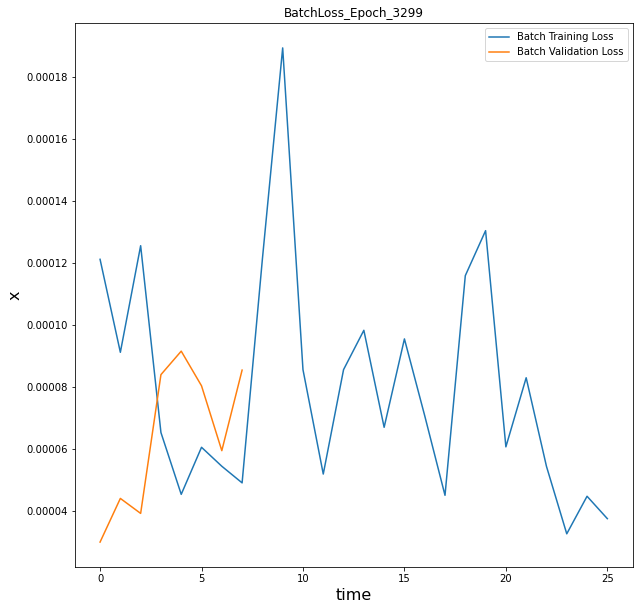 BatchLoss_Epoch_3299
Batch Training Loss
Batch Validation Loss
0.00018
0.00016
0.00014
0.00012
0.00010
0.00008
0.00006
0.00004
x
0 5 10 15 20 25
time